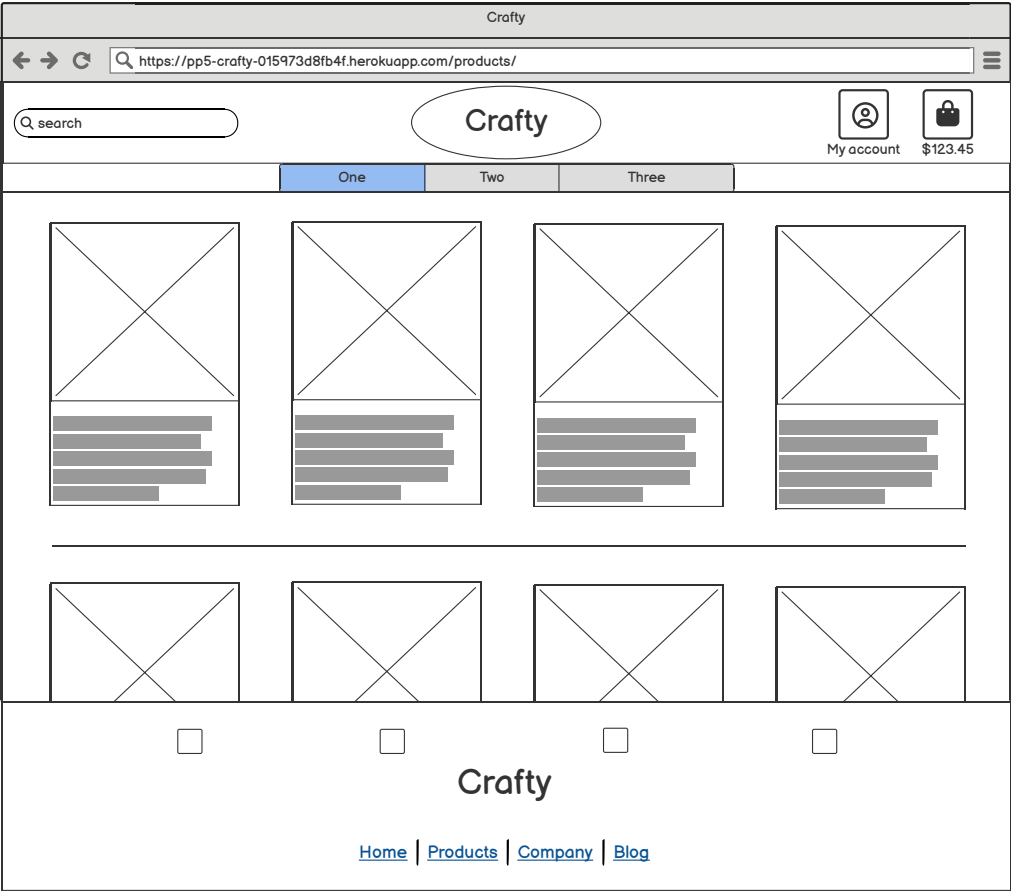 Crafty
https://pp5-crafty-015973d8fb4f.herokuapp.com/products/
search
Crafty
My account
$123.45
One Two Three
Crafty
Home Products Company Blog